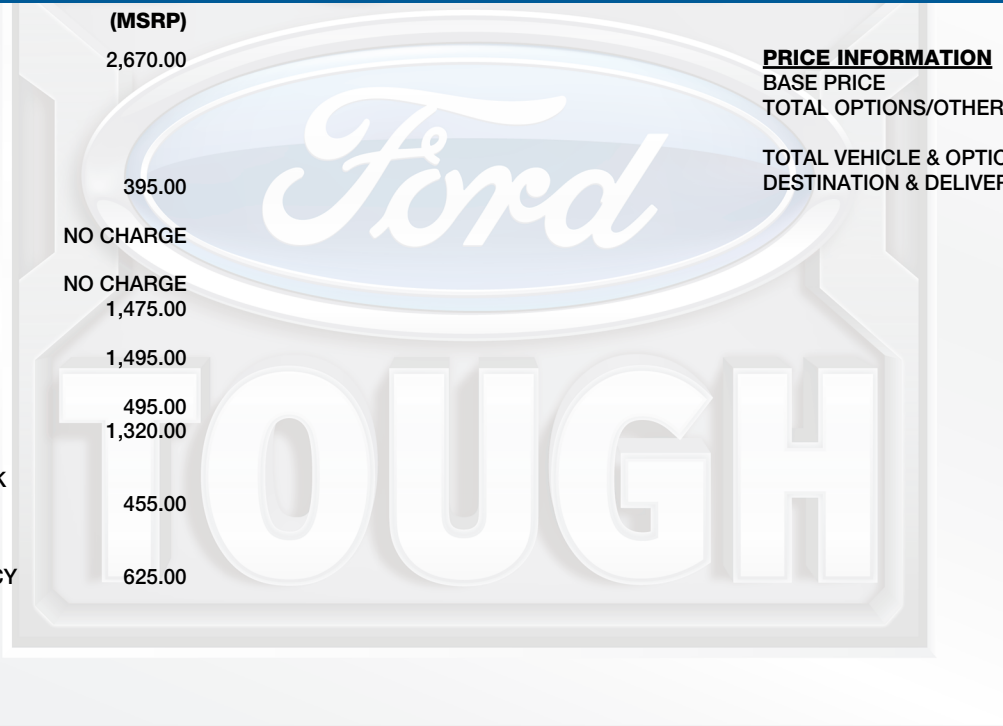 (MSRP)
2,670.00
395.00
NO CHARGE
NO CHARGE
1,475.00
1,495.00
495.00
1,320.00
K
455.00
CY 625.00
PRICE INFORMATION
BASE PRICE
TOTAL OPTIONS/OTHER
TOTAL VEHICLE & OPTIO
DESTINATION & DELIVER
Ford
TOUGH